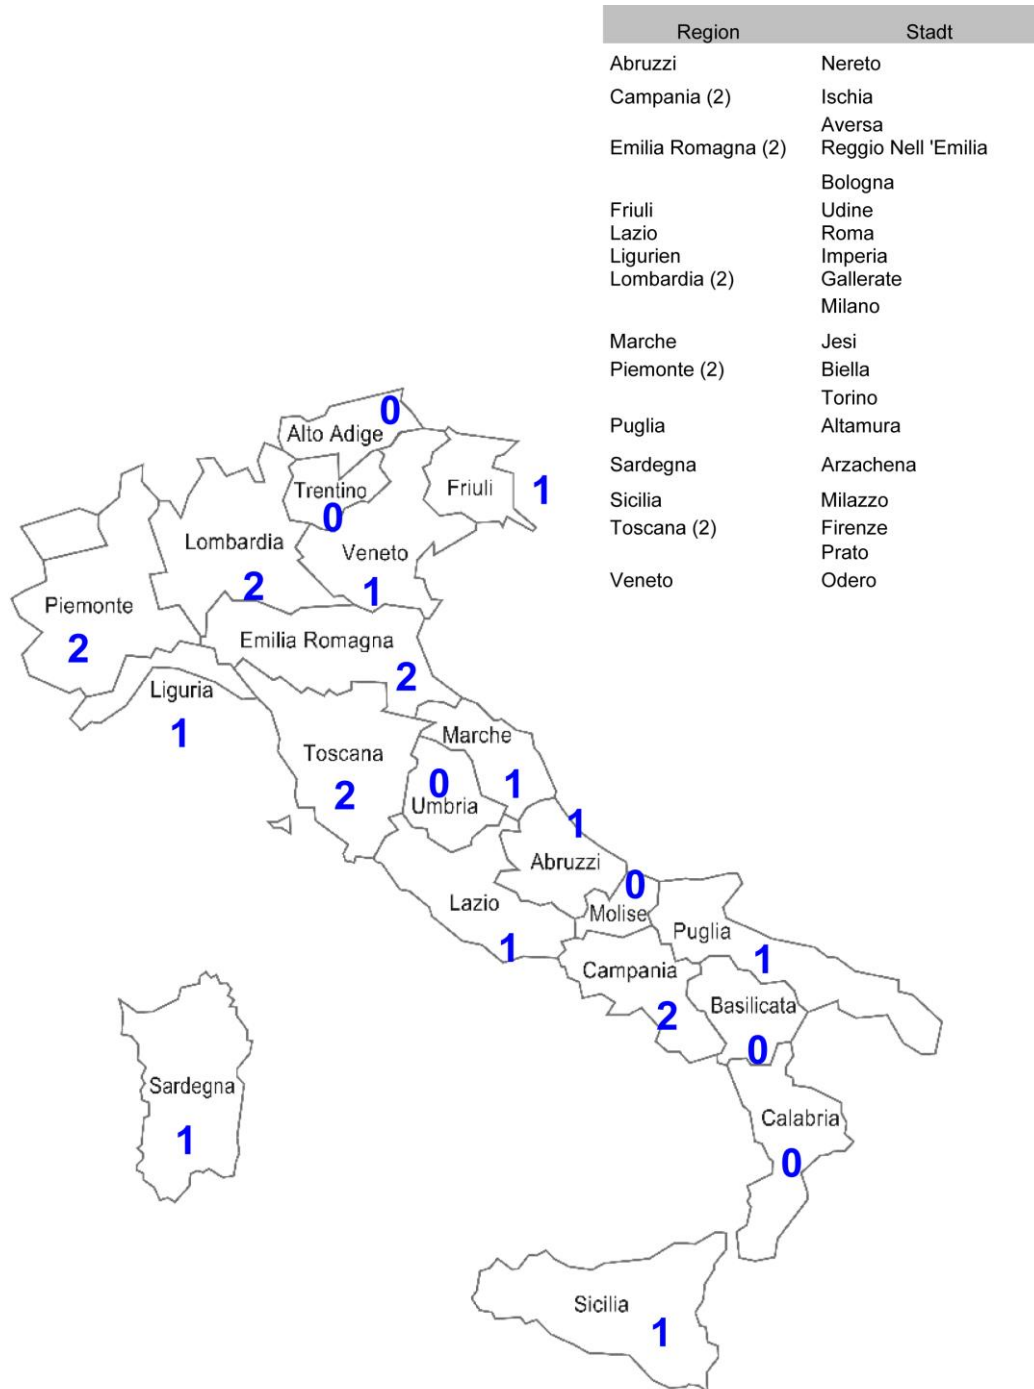 Region Stadt
Abruzzi Nereto
Campania (2) Ischia
Aversa
Emilia Romagna (2) Reggio Nell 'Emilia
Bologna
Friuli Udine
Lazio Roma
Ligurien Imperia
Lombardia (2) Gallerate
Milano
Marche Jesi
Piemonte (2) Biella
Torino
Puglia Altamura
Sardegna Arzachena
Sicilia Milazzo
Toscana (2) Firenze
Prato
Veneto Odero
0
Alto Adige
Trentino
0
Friuli
1
Lombardia
2
Veneto
1
Piemonte
2
Emilia Romagna
2
Liguria
1
Toscana
2
Marche
1
0
Umbria
1
Abruzzi
0
Molise
Lazio
1
Puglia
1
Campania
2
Basilicata
0
Sardegna
1
Calabria
0
Sicilia
1